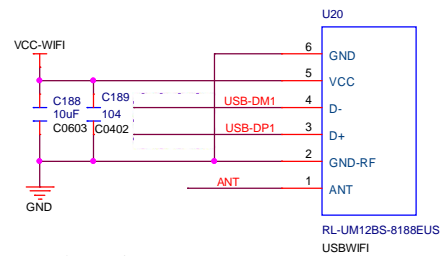 U20
VCC-WIFI
6 GND
5 VCC
C188
10uF
C0603
C189
104
C0402
USB-DM1 4 D-
USB-DP1 3 D+
2 GND-RF
ANT 1 ANT
GND
RL-UM12BS-8188EUS
USBWIFI